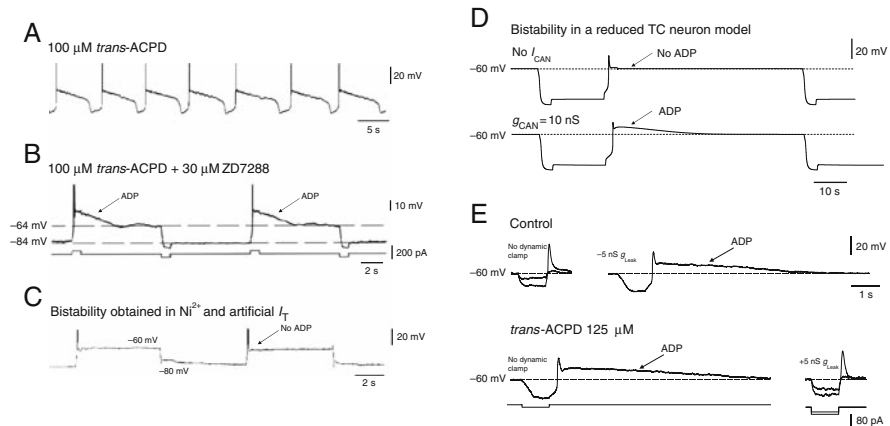 A
100 μM trans-ACPD
20 mV
5 s
B
100 μM trans-ACPD + 30 μM ZD7288
ADP
ADP
10 mV
–64 mV
–84 mV
200 pA
2 s
C
Bistability obtained in Ni2+ and artificial IT
No ADP
20 mV
–60 mV
–80 mV
2 s
D
Bistability in a reduced TC neuron model
20 mV
No ICAN
No ADP
–60 mV
gCAN = 10 nS
ADP
–60 mV
10 s
E
Control
20 mV
No dynamic
clamp
–5 nS gLeak
ADP
–60 mV
1 s
trans-ACPD 125 μM
No dynamic
clamp
ADP
+5 nS gLeak
–60 mV
80 pA